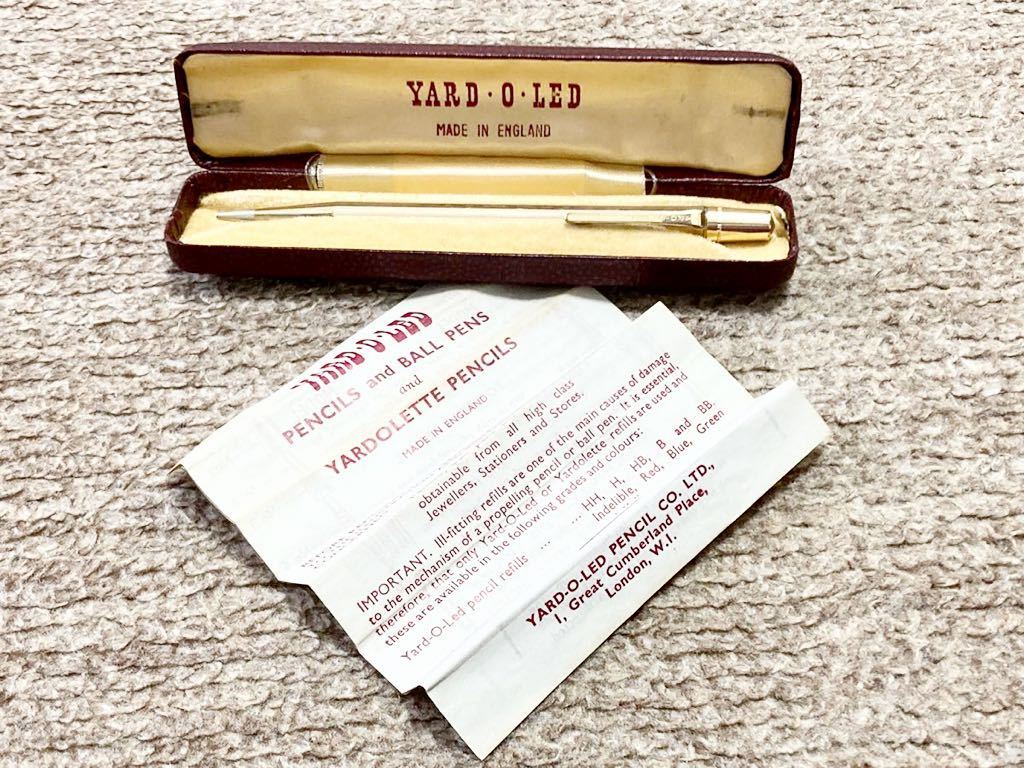 YARD·O·LED
MADE IN ENGLAND
YARD·O·LED
PENCILS and BALL PENS
and
YARDOLETTE PENCILS
MADE IN ENGLAND
obtainable from all high class
Jewellers, Stationers and Stores.
IMPORTANT. Ill-fitting refills are one of the main causes of damage
to the mechanism of a propelling pencil or ball pen. It is essential,
therefore, that only Yard-O-Led or Yardolette refills are used and
these are available in the following grades and colours:
Yard-O-Led pencil refills ... ... HH, H, HB, B and BB.
Indelible, Red, Blue, Green
YARD-O-LED PENCIL CO. LTD.,
1, Great Cumberland Place,
London, W.1.